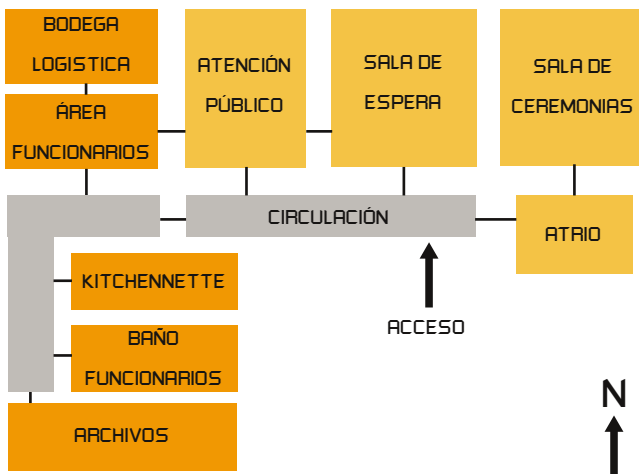 BODEGA
LOGISTICA
ÁREA
FUNCIONARIOS
ATENCIÓN
PÚBLICO
SALA DE
ESPERA
SALA DE
CEREMONIAS
CIRCULACIÓN
ATRIO
KITCHENNETTE
BAÑO
FUNCIONARIOS
ARCHIVOS
ACCESO
N